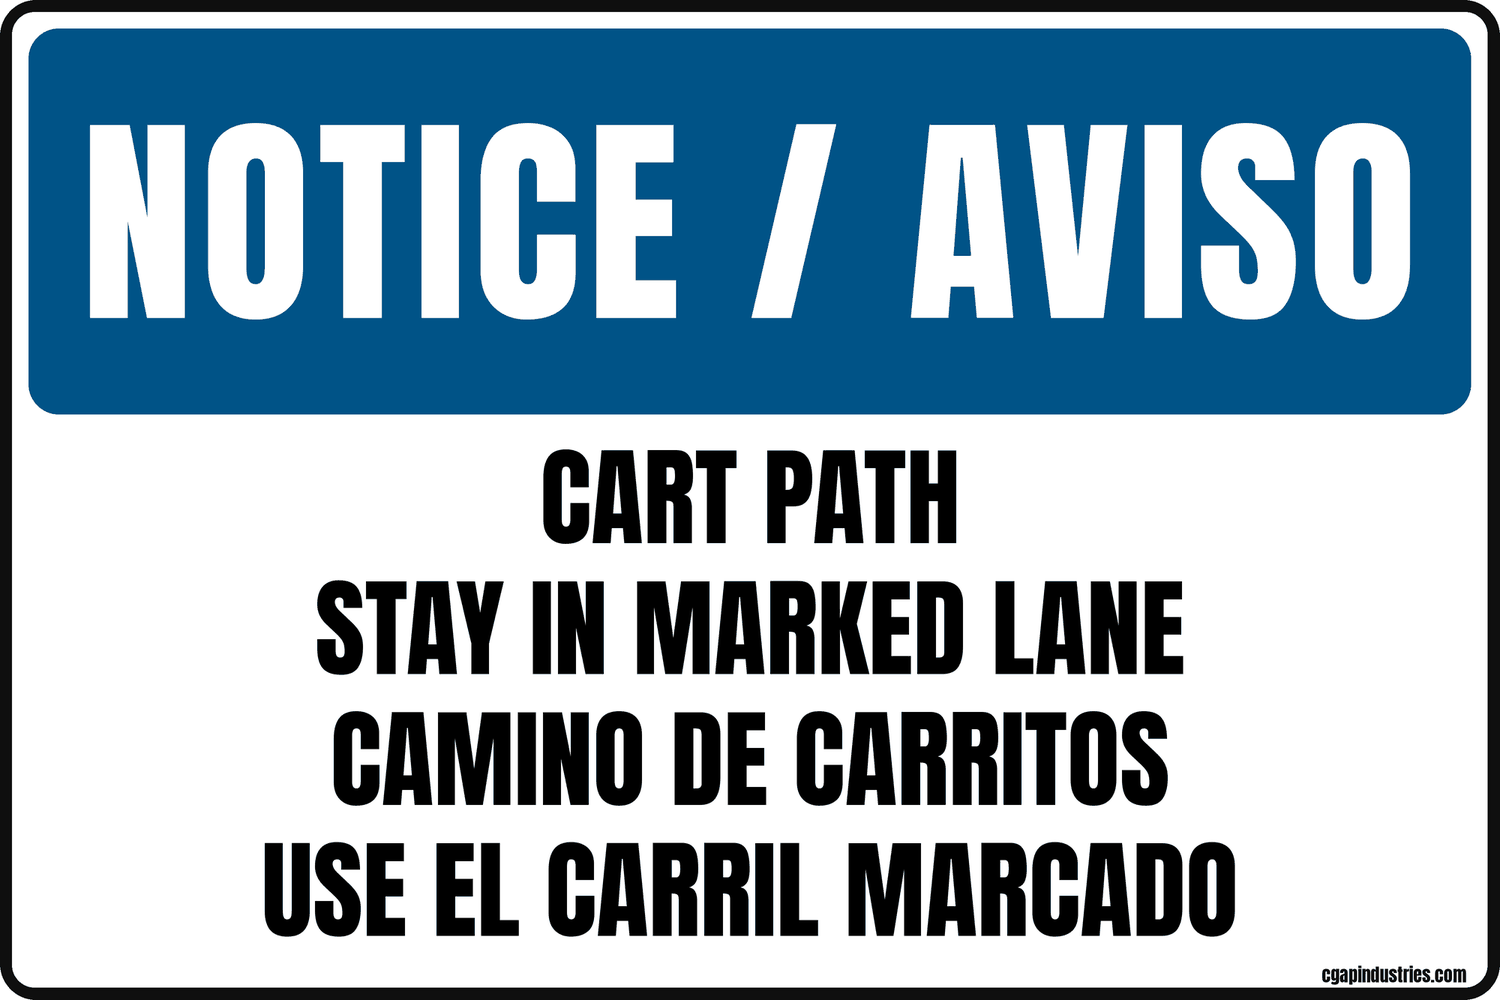 NOTICE / AVISO
CART PATH
STAY IN MARKED LANE
CAMINO DE CARRITOS
USE EL CARRIL MARCADO
cgapindustries.com